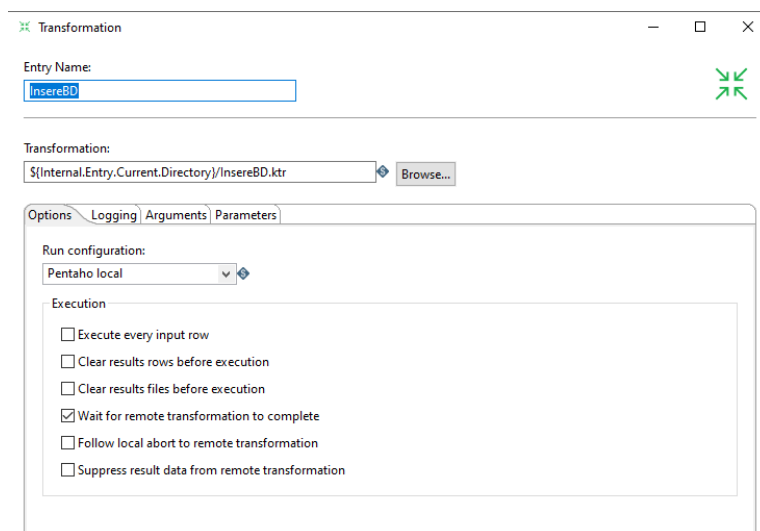 Transformation
Entry Name:
InsereBD
Transformation:
${Internal.Entry.Current.Directory}/InsereBD.ktr
Browse...
Options Logging Arguments Parameters
Run configuration:
Pentaho local
Execution
Execute every input row
Clear results rows before execution
Clear results files before execution
Wait for remote transformation to complete
Follow local abort to remote transformation
Suppress result data from remote transformation